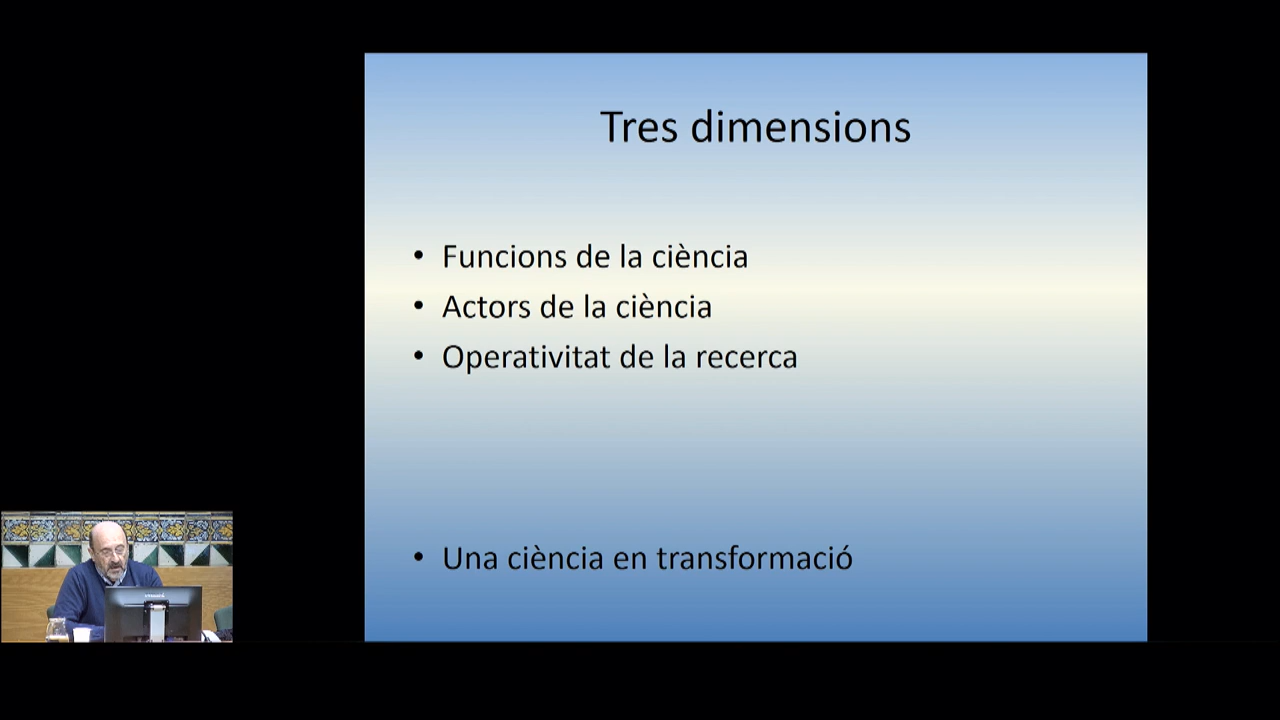 Tres dimensions
• Funcions de la ciència
• Actors de la ciència
• Operativitat de la recerca
• Una ciència en transformació